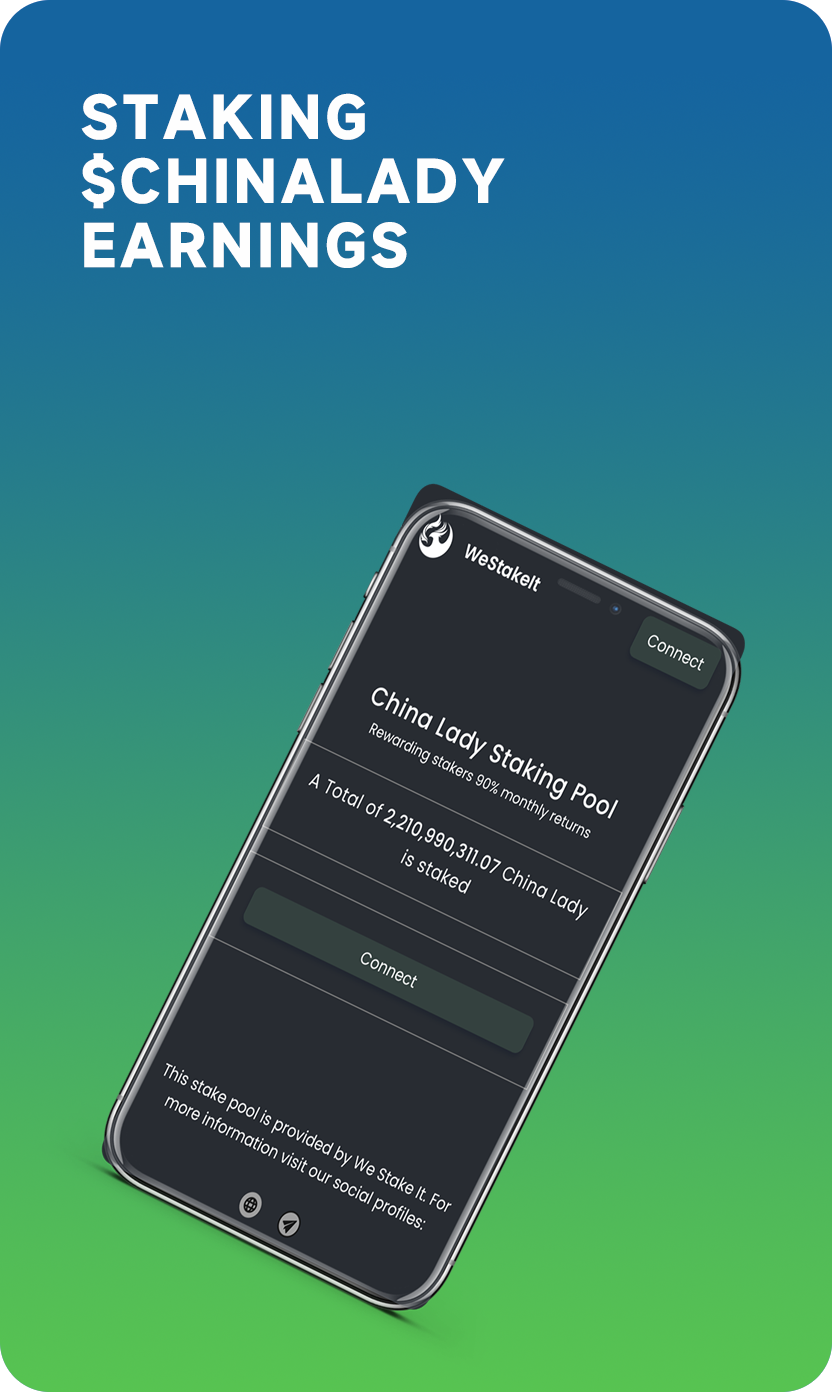 STAKING
$CHINALADY
EARNINGS
WeStakeIt
Connect
China Lady Staking Pool
Rewarding stakers 90% monthly returns
A Total of 2,210,990,311.07 China Lady
is staked
Connect
This stake pool is provided by We Stake It. For
more information visit our social profiles: